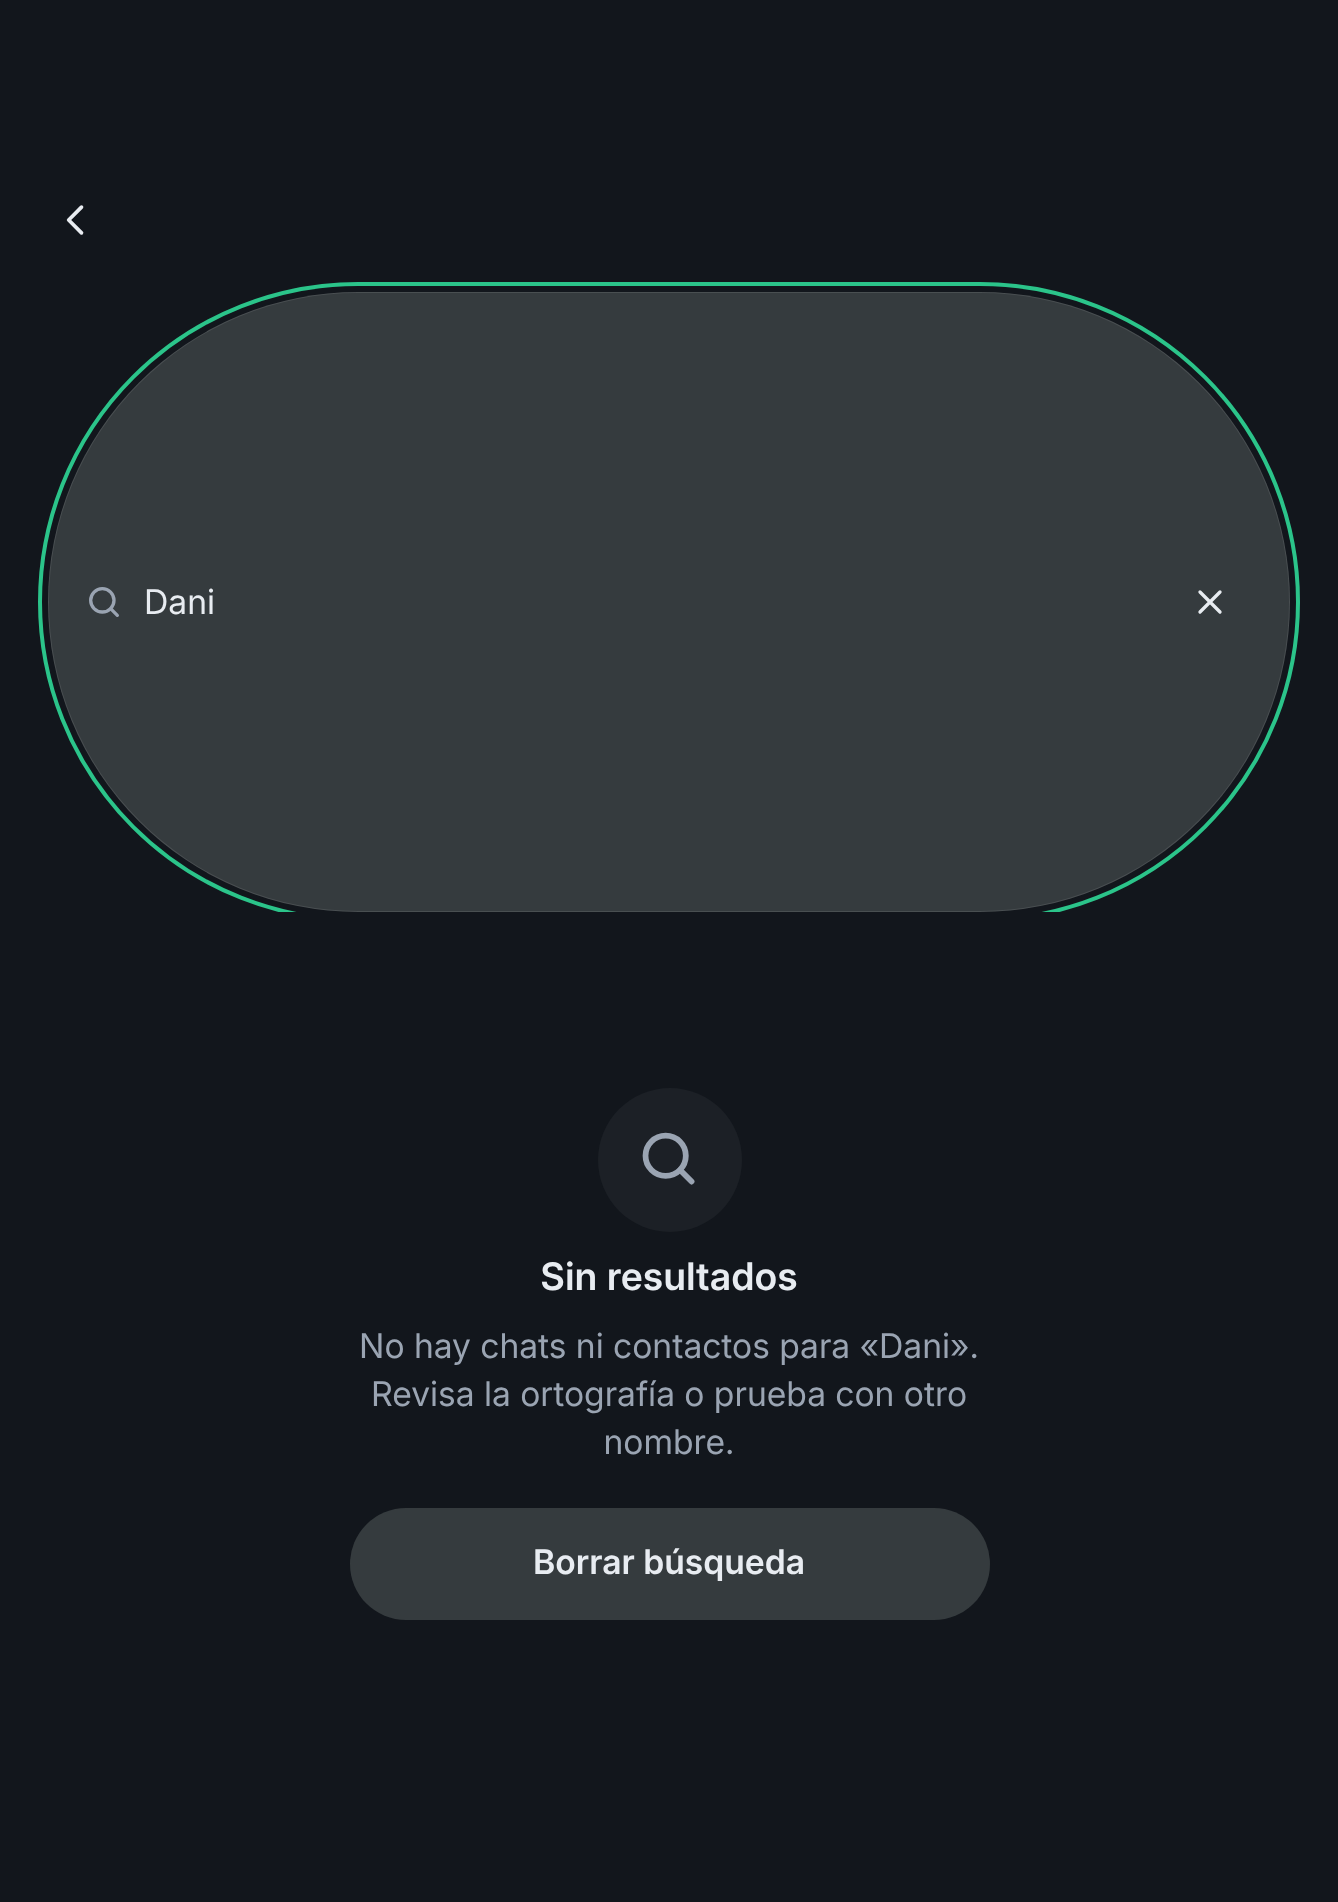 Dani
Sin resultados
No hay chats ni contactos para «Dani».
Revisa la ortografía o prueba con otro
nombre.
Borrar búsqueda